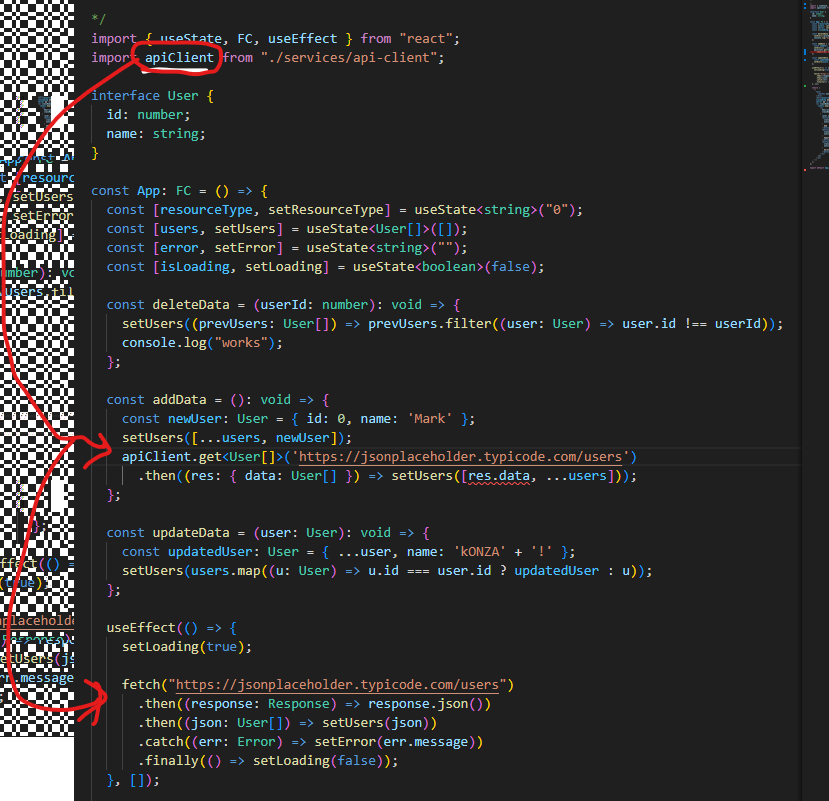 */
import { useState, FC, useEffect } from "react";
import apiClient from "./services/api-client";
interface User {
id: number;
name: string;
}
const App: FC = () => {
const [resourceType, setResourceType] = useState<string>("0");
const [users, setUsers] = useState<User[]>([]);
const [error, setError] = useState<string>("");
const [isLoading, setLoading] = useState<boolean>(false);
const deleteData = (userId: number): void => {
setUsers((prevUsers: User[]) => prevUsers.filter((user: User) => user.id !== userId));
console.log("works");
};
const addData = (): void => {
const newUser: User = { id: 0, name: 'Mark' };
setUsers([...users, newUser]);
apiClient.get<User[]>('https://jsonplaceholder.typicode.com/users')
.then((res: { data: User[] }) => setUsers([res.data, ...users]));
};
const updateData = (user: User): void => {
const updatedUser: User = { ...user, name: 'kONZA' + '!' };
setUsers(users.map((u: User) => u.id === user.id ? updatedUser : u));
};
useEffect(() => {
setLoading(true);
fetch("https://jsonplaceholder.typicode.com/users")
.then((response: Response) => response.json())
.then((json: User[]) => setUsers(json))
.catch((err: Error) => setError(err.message))
.finally(() => setLoading(false));
}, []);